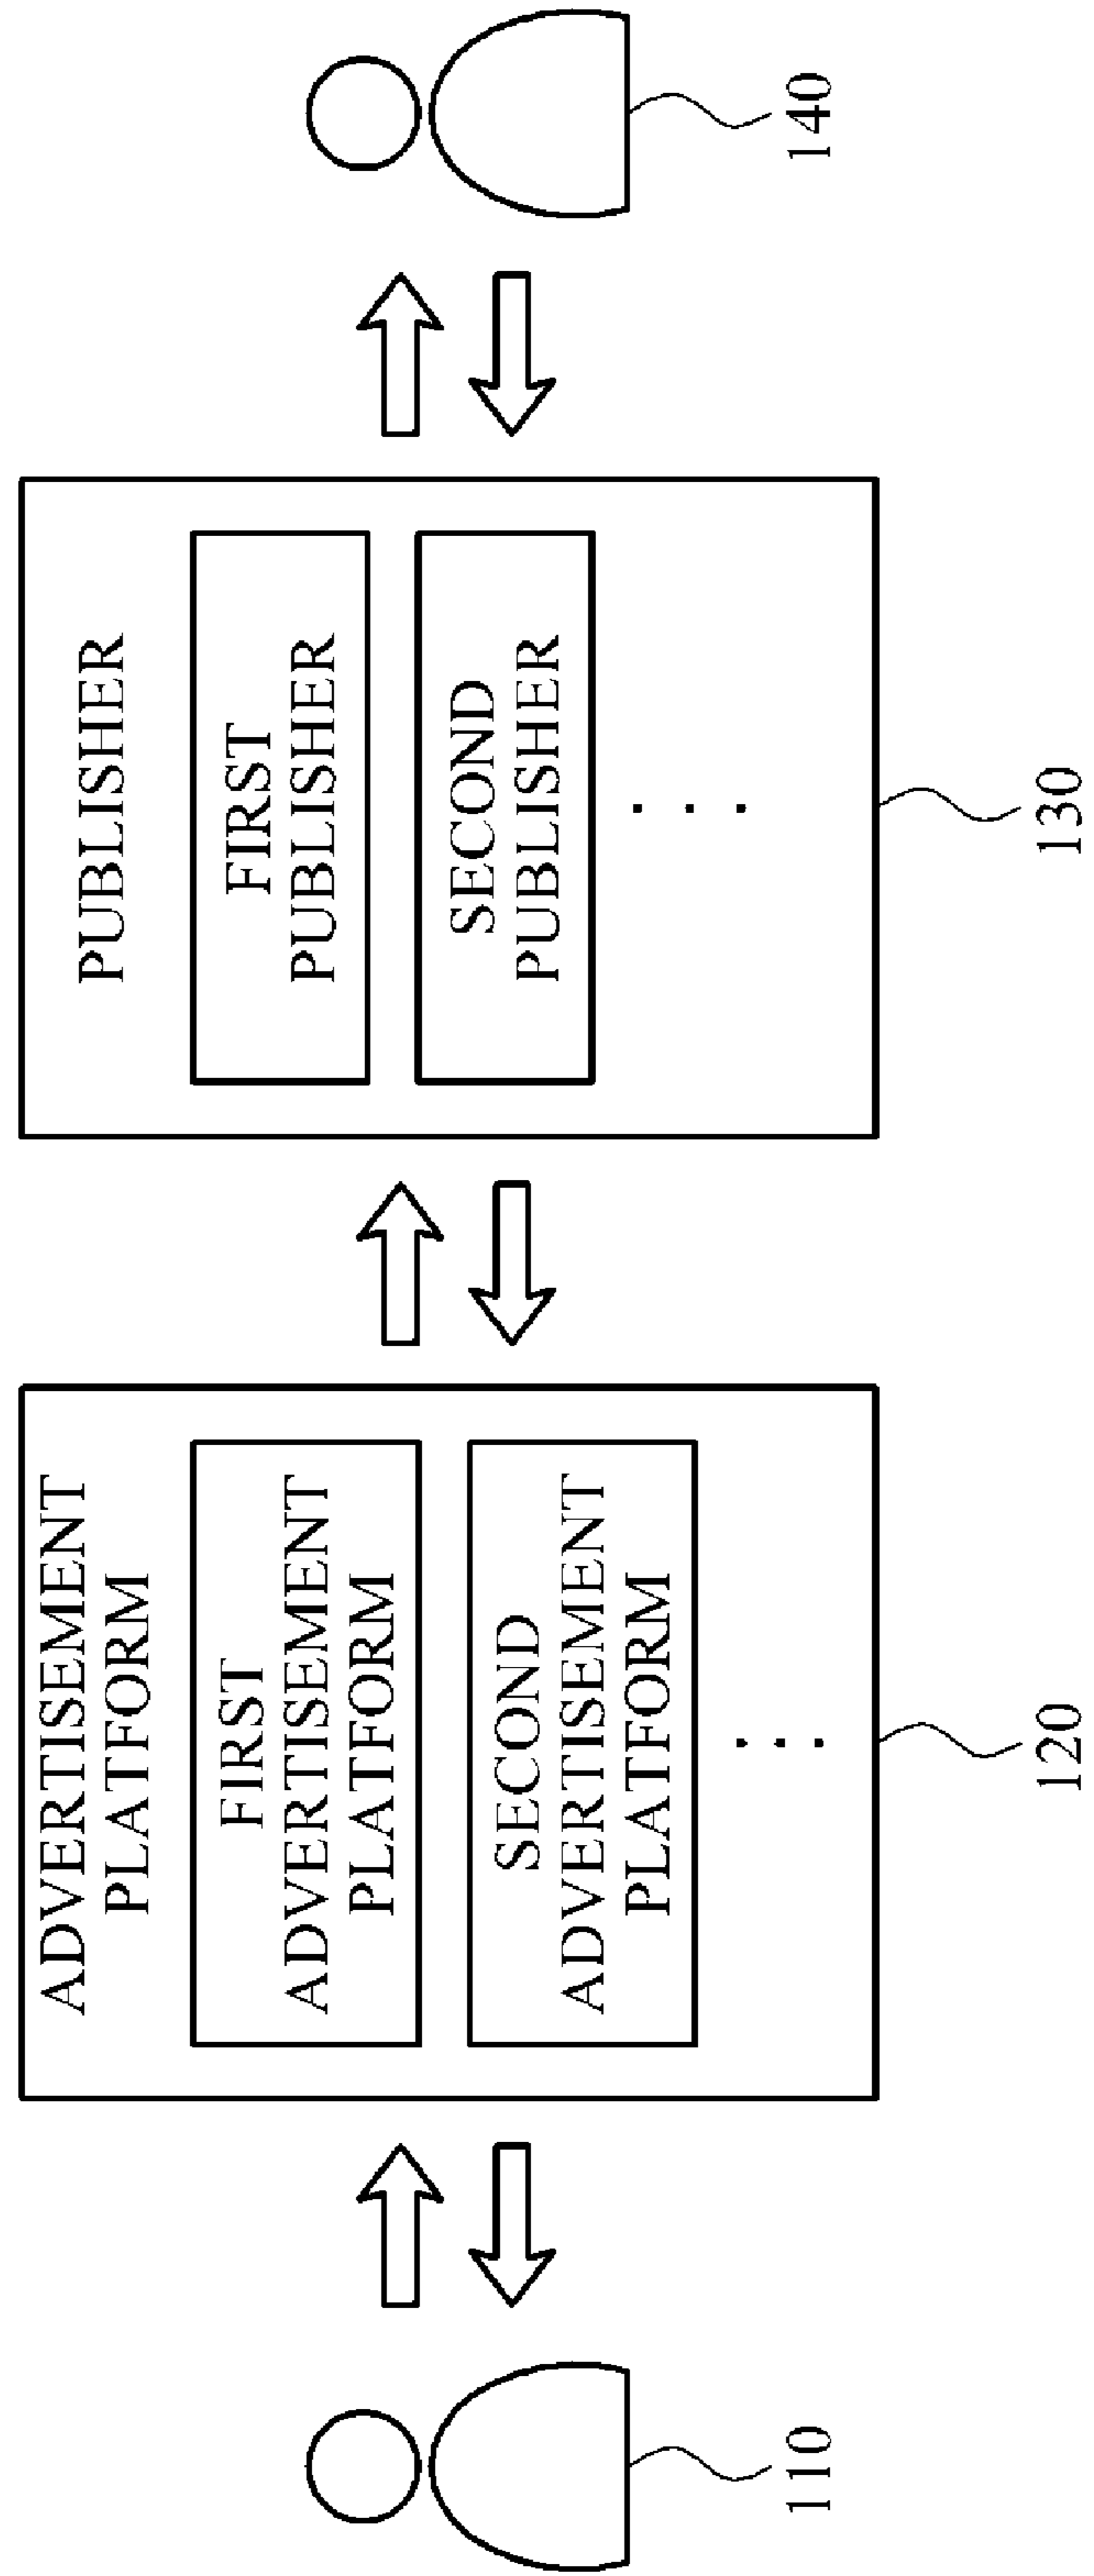 ADVERTISEMENT
PLATFORM
FIRST
ADVERTISEMENT
PLATFORM
SECOND
ADVERTISEMENT
PLATFORM
. . .
PUBLISHER
FIRST
PUBLISHER
SECOND
PUBLISHER
. . .
110
120
130
140